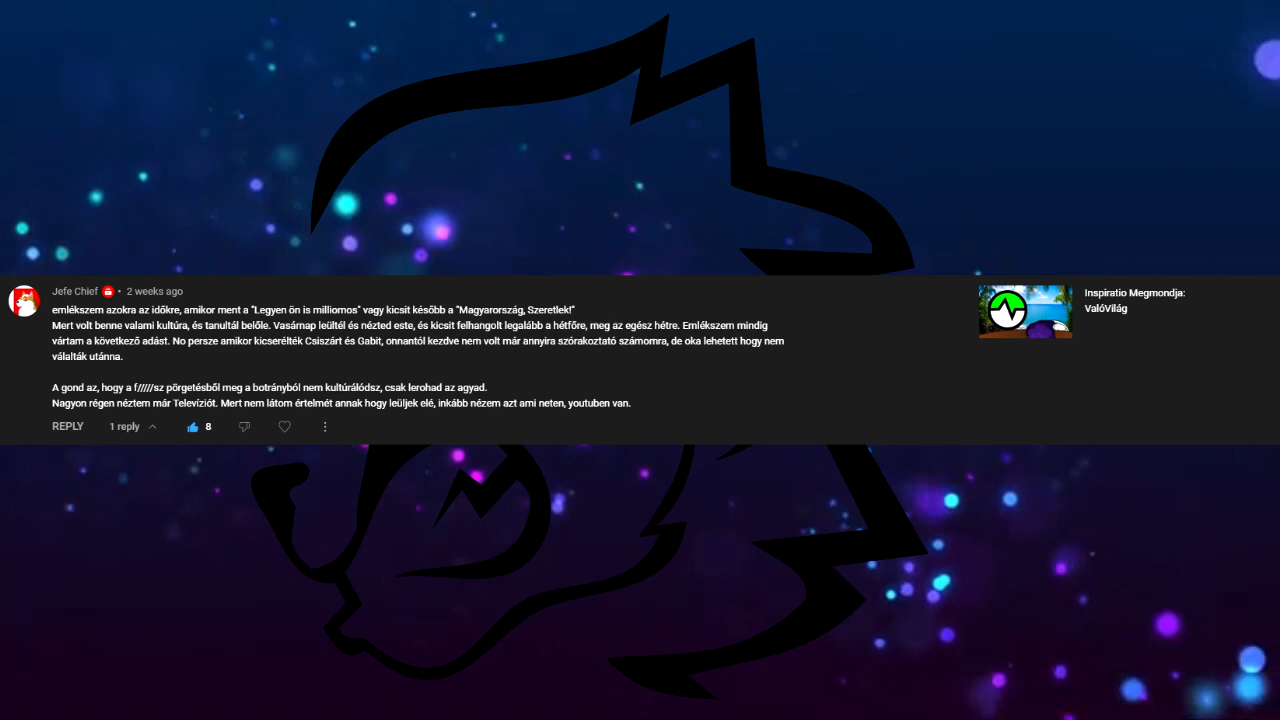 Jefe Chief • 2 weeks ago
emlékszem azokra az időkre, amikor ment a "Legyen ön is milliomos" vagy kicsit később a "Magyarország, Szeretlek!"
Mert volt benne valami kultúra, és tanultál belőle. Vasárnap leültél és nézted este, és kicsit felhangolt legalább a hétfőre, meg az egész hétre. Emlékszem mindig
vártam a következő adást. No persze amikor kicserélték Csiszárt és Gabit, onnantól kezdve nem volt már annyira szórakoztató számomra, de oka lehetett hogy nem
válalták utánna.
A gond az, hogy a f/////sz pörgetésből meg a botrányból nem kultúrálódsz, csak lerohad az agyad.
Nagyon régen néztem már Televíziót. Mert nem látom értelmét annak hogy leüljek elé, inkább nézem azt ami neten, youtuben van.
REPLY 1 reply 8
Inspiratio Megmondja:
ValóVilág